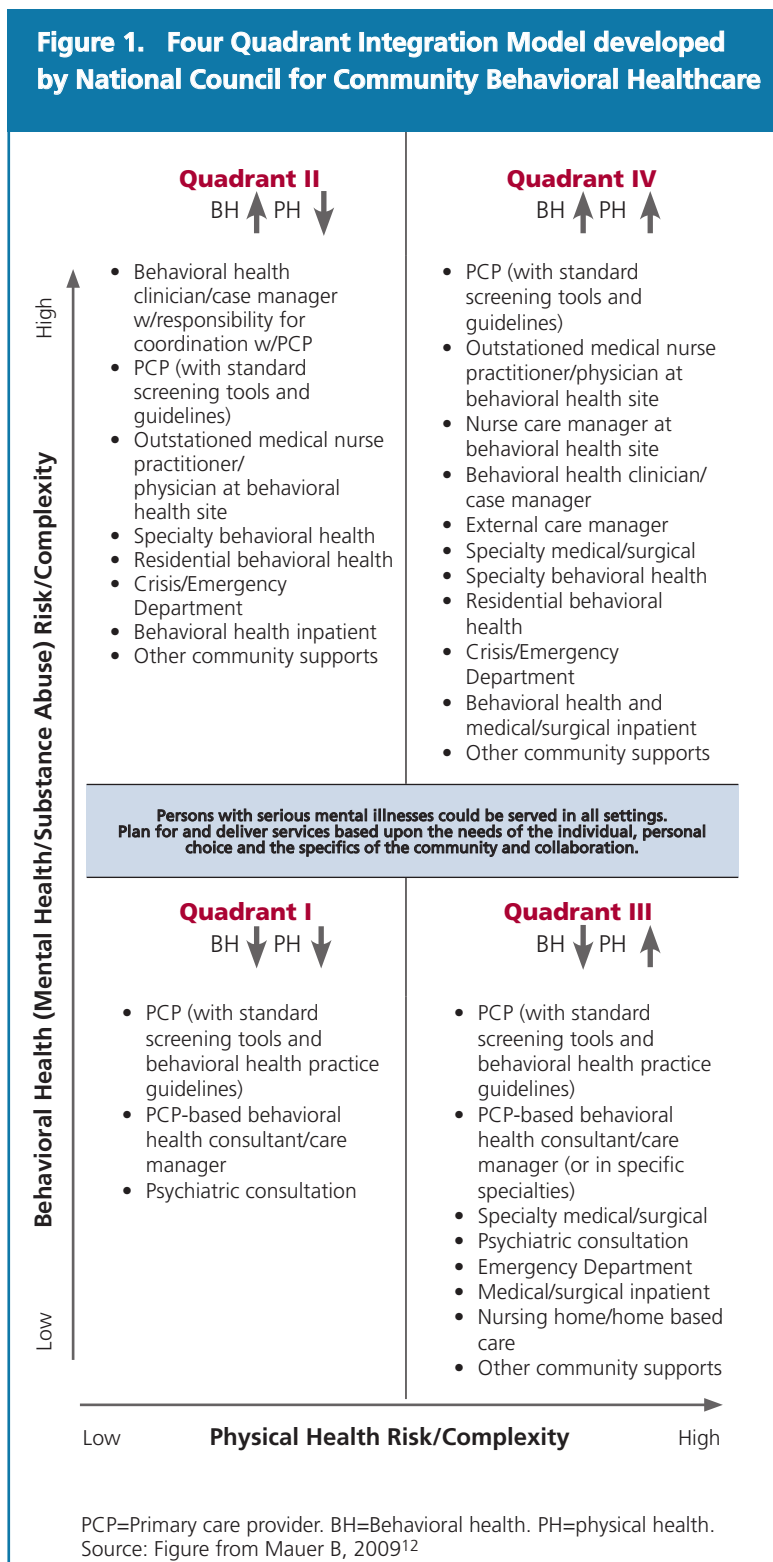 Figure 1. Four Quadrant Integration Model developed
by National Council for Community Behavioral Healthcare
Quadrant II
BH PH
• Behavioral health
clinician/case manager
w/responsibility for
coordination w/PCP
• PCP (with standard
screening tools and
guidelines)
• Outstationed medical nurse
practitioner/
physician at behavioral
health site
• Specialty behavioral health
• Residential behavioral health
• Crisis/Emergency
Department
• Behavioral health inpatient
• Other community supports
Quadrant IV
BH PH
• PCP (with standard
screening tools and
guidelines)
• Outstationed medical nurse
practitioner/physician at
behavioral health site
• Nurse care manager at
behavioral health site
• Behavioral health clinician/
case manager
• External care manager
• Specialty medical/surgical
• Specialty behavioral health
• Residential behavioral
health
• Crisis/Emergency
Department
• Behavioral health and
medical/surgical inpatient
• Other community supports
Persons with serious mental illnesses could be served in all settings.
Plan for and deliver services based upon the needs of the individual, personal
choice and the specifics of the community and collaboration.
Quadrant I
BH PH
• PCP (with standard
screening tools and
behavioral health practice
guidelines)
• PCP-based behavioral
health consultant/care
manager
• Psychiatric consultation
Quadrant III
BH PH
• PCP (with standard
screening tools and
behavioral health practice
guidelines)
• PCP-based behavioral
health consultant/care
manager (or in specific
specialties)
• Specialty medical/surgical
• Psychiatric consultation
• Emergency Department
• Medical/surgical inpatient
• Nursing home/home based
care
• Other community supports
High
Behavioral Health (Mental Health/Substance Abuse) Risk/Complexity
Low
Low Physical Health Risk/Complexity High
PCP=Primary care provider. BH=Behavioral health. PH=physical health.
Source: Figure from Mauer B, 200912